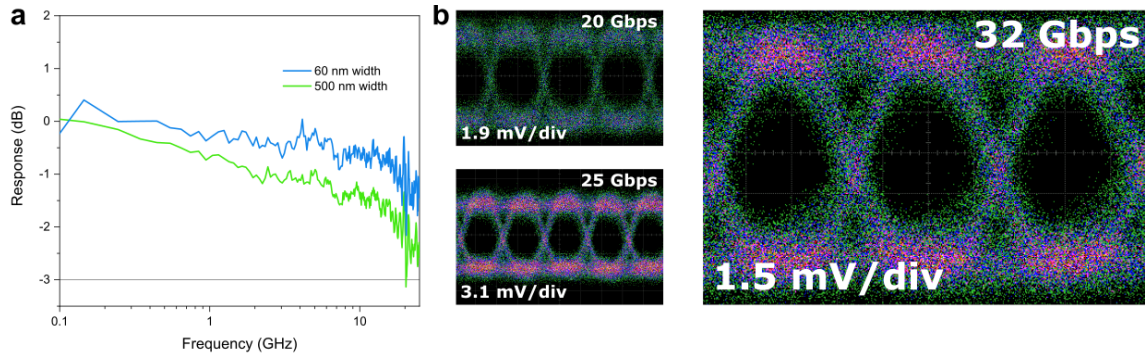 a
2
1
0
-1
-2
-3
0.1
1
10
Response (dB)
Frequency (GHz)
60 nm width
500 nm width
b
20 Gbps
1.9 mV/div
25 Gbps
3.1 mV/div
32 Gbps
1.5 mV/div